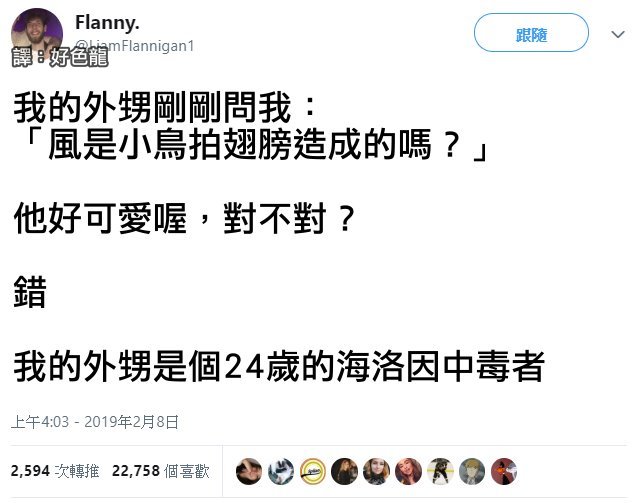 Flanny.
@LiamFlannigan1
譯：好色龍
跟隨
我的外甥剛剛問我：
「風是小鳥拍翅膀造成的嗎？」
他好可愛喔，對不對？
錯
我的外甥是個24歲的海洛因中毒者
上午4:03 - 2019年2月8日
2,594 次轉推 22,758 個喜歡